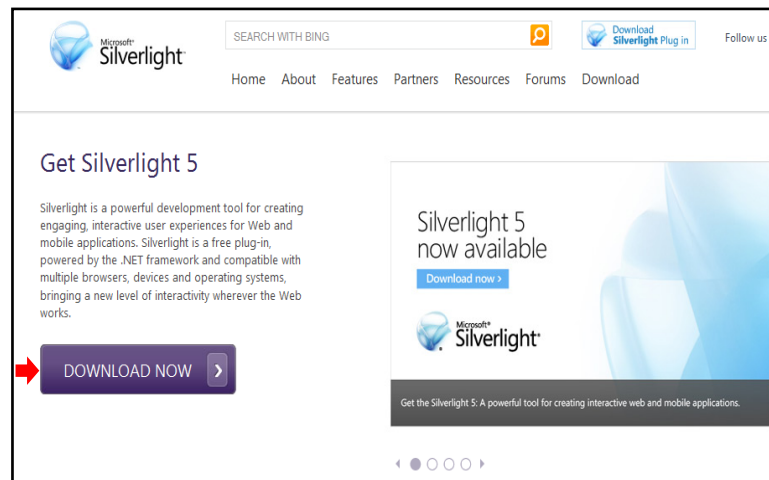 Microsoft®
Silverlight™
SEARCH WITH BING
Download
Silverlight Plug in
Follow us
Home About Features Partners Resources Forums Download
Get Silverlight 5
Silverlight is a powerful development tool for creating
engaging, interactive user experiences for Web and
mobile applications. Silverlight is a free plug-in,
powered by the .NET framework and compatible with
multiple browsers, devices and operating systems,
bringing a new level of interactivity wherever the Web
works.
DOWNLOAD NOW
Silverlight 5
now available
Download now >
Microsoft®
Silverlight™
Get the Silverlight 5: A powerful tool for creating interactive web and mobile applications.